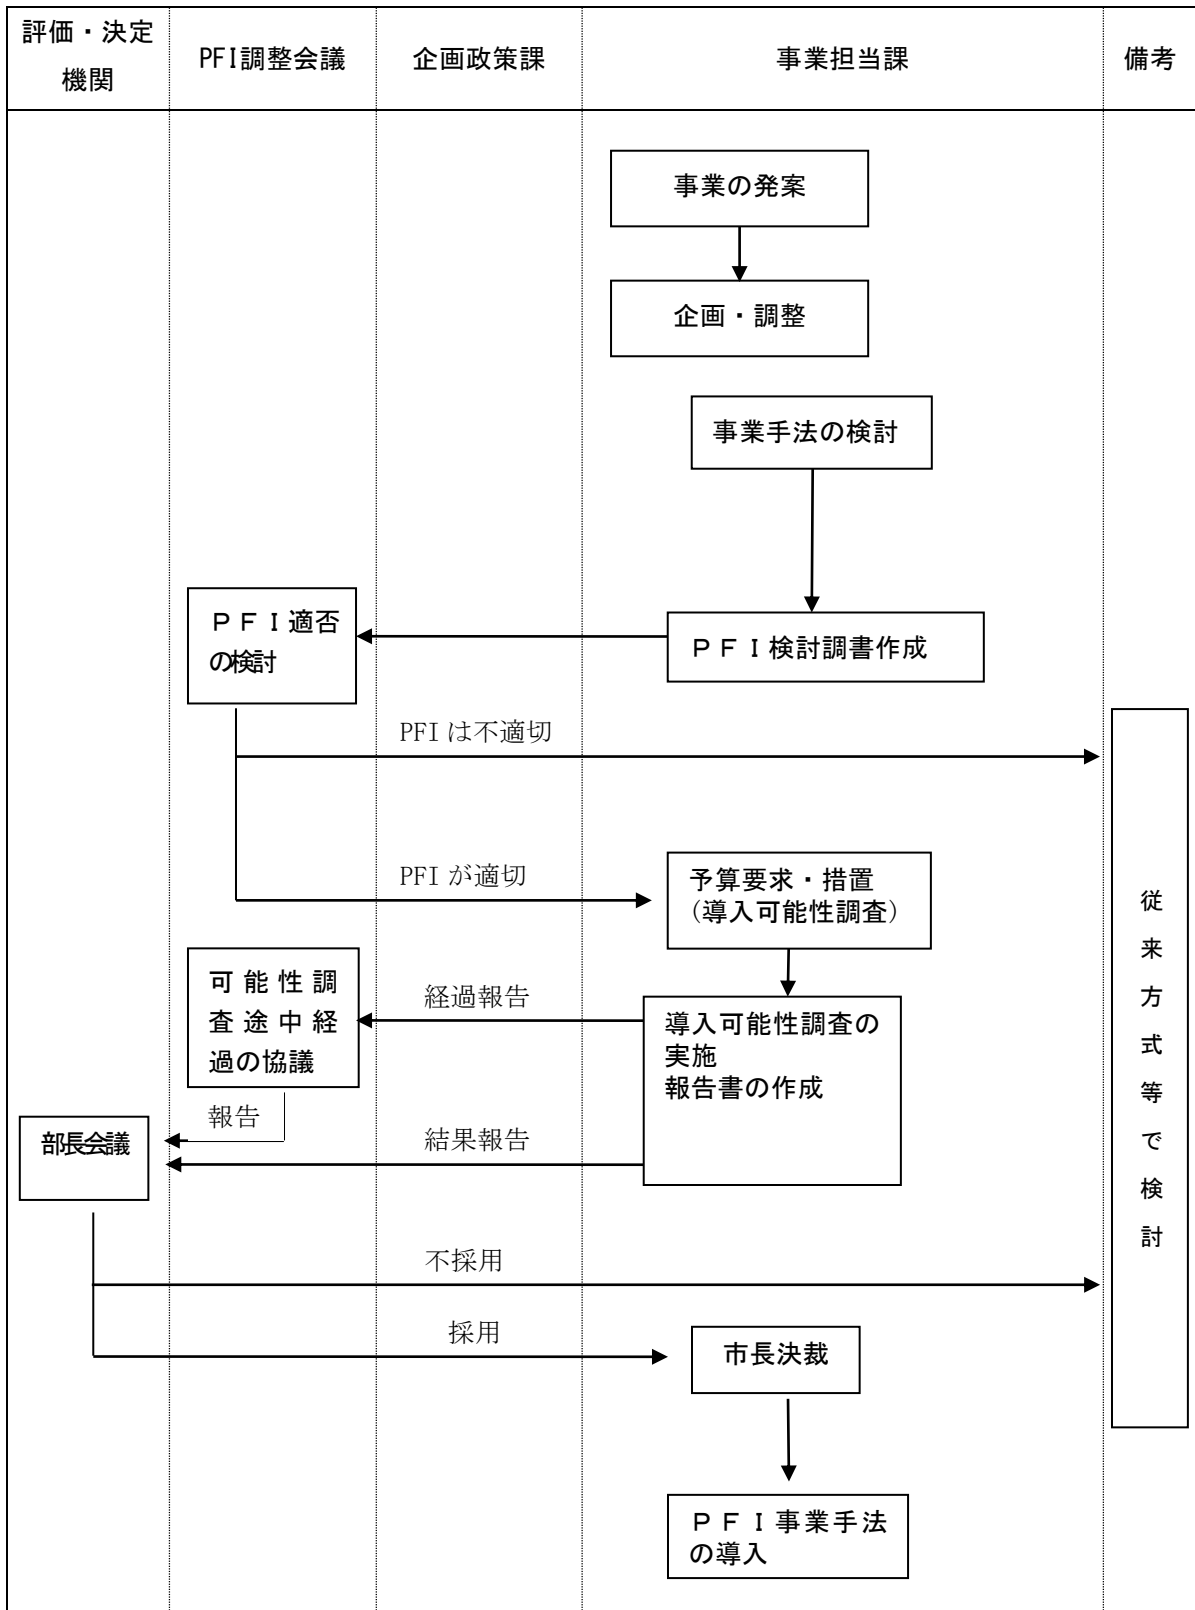 評価・決定
機関
PFI調整会議
企画政策課
事業担当課
備考
事業の発案
企画・調整
事業手法の検討
ＰＦＩ適否
の検討
ＰＦＩ検討調書作成
PFIは不適切
PFIが適切
予算要求・措置
(導入可能性調査)
可能性調
査途中経
過の協議
経過報告
導入可能性調査の
実施
報告書の作成
報告
部長会議
結果報告
不採用
採用
市長決裁
ＰＦＩ事業手法
の導入
従来方式等で検討